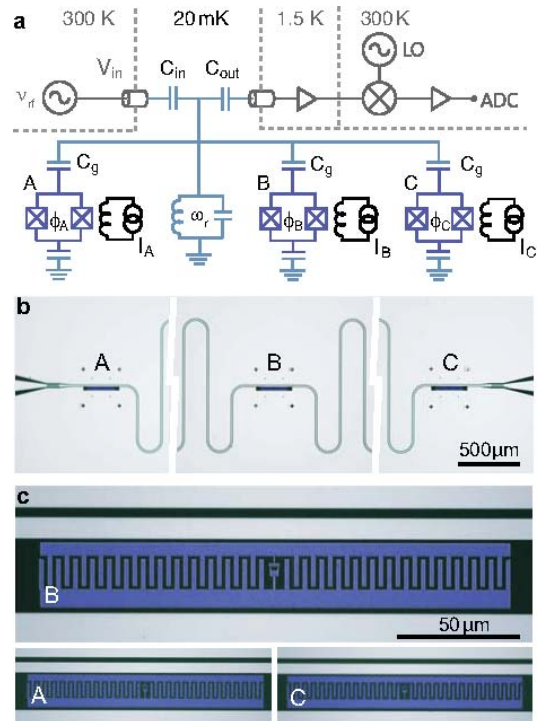 a
300 K 20 mK 1.5 K 300 K
LO
V_in C_in C_out
ν_rf
ADC
C_g C_g C_g
A B C
ϕ_A ω_r ϕ_B ϕ_C
I_A I_B I_C
b
A B C
500µm
c
B
50 µm
A C